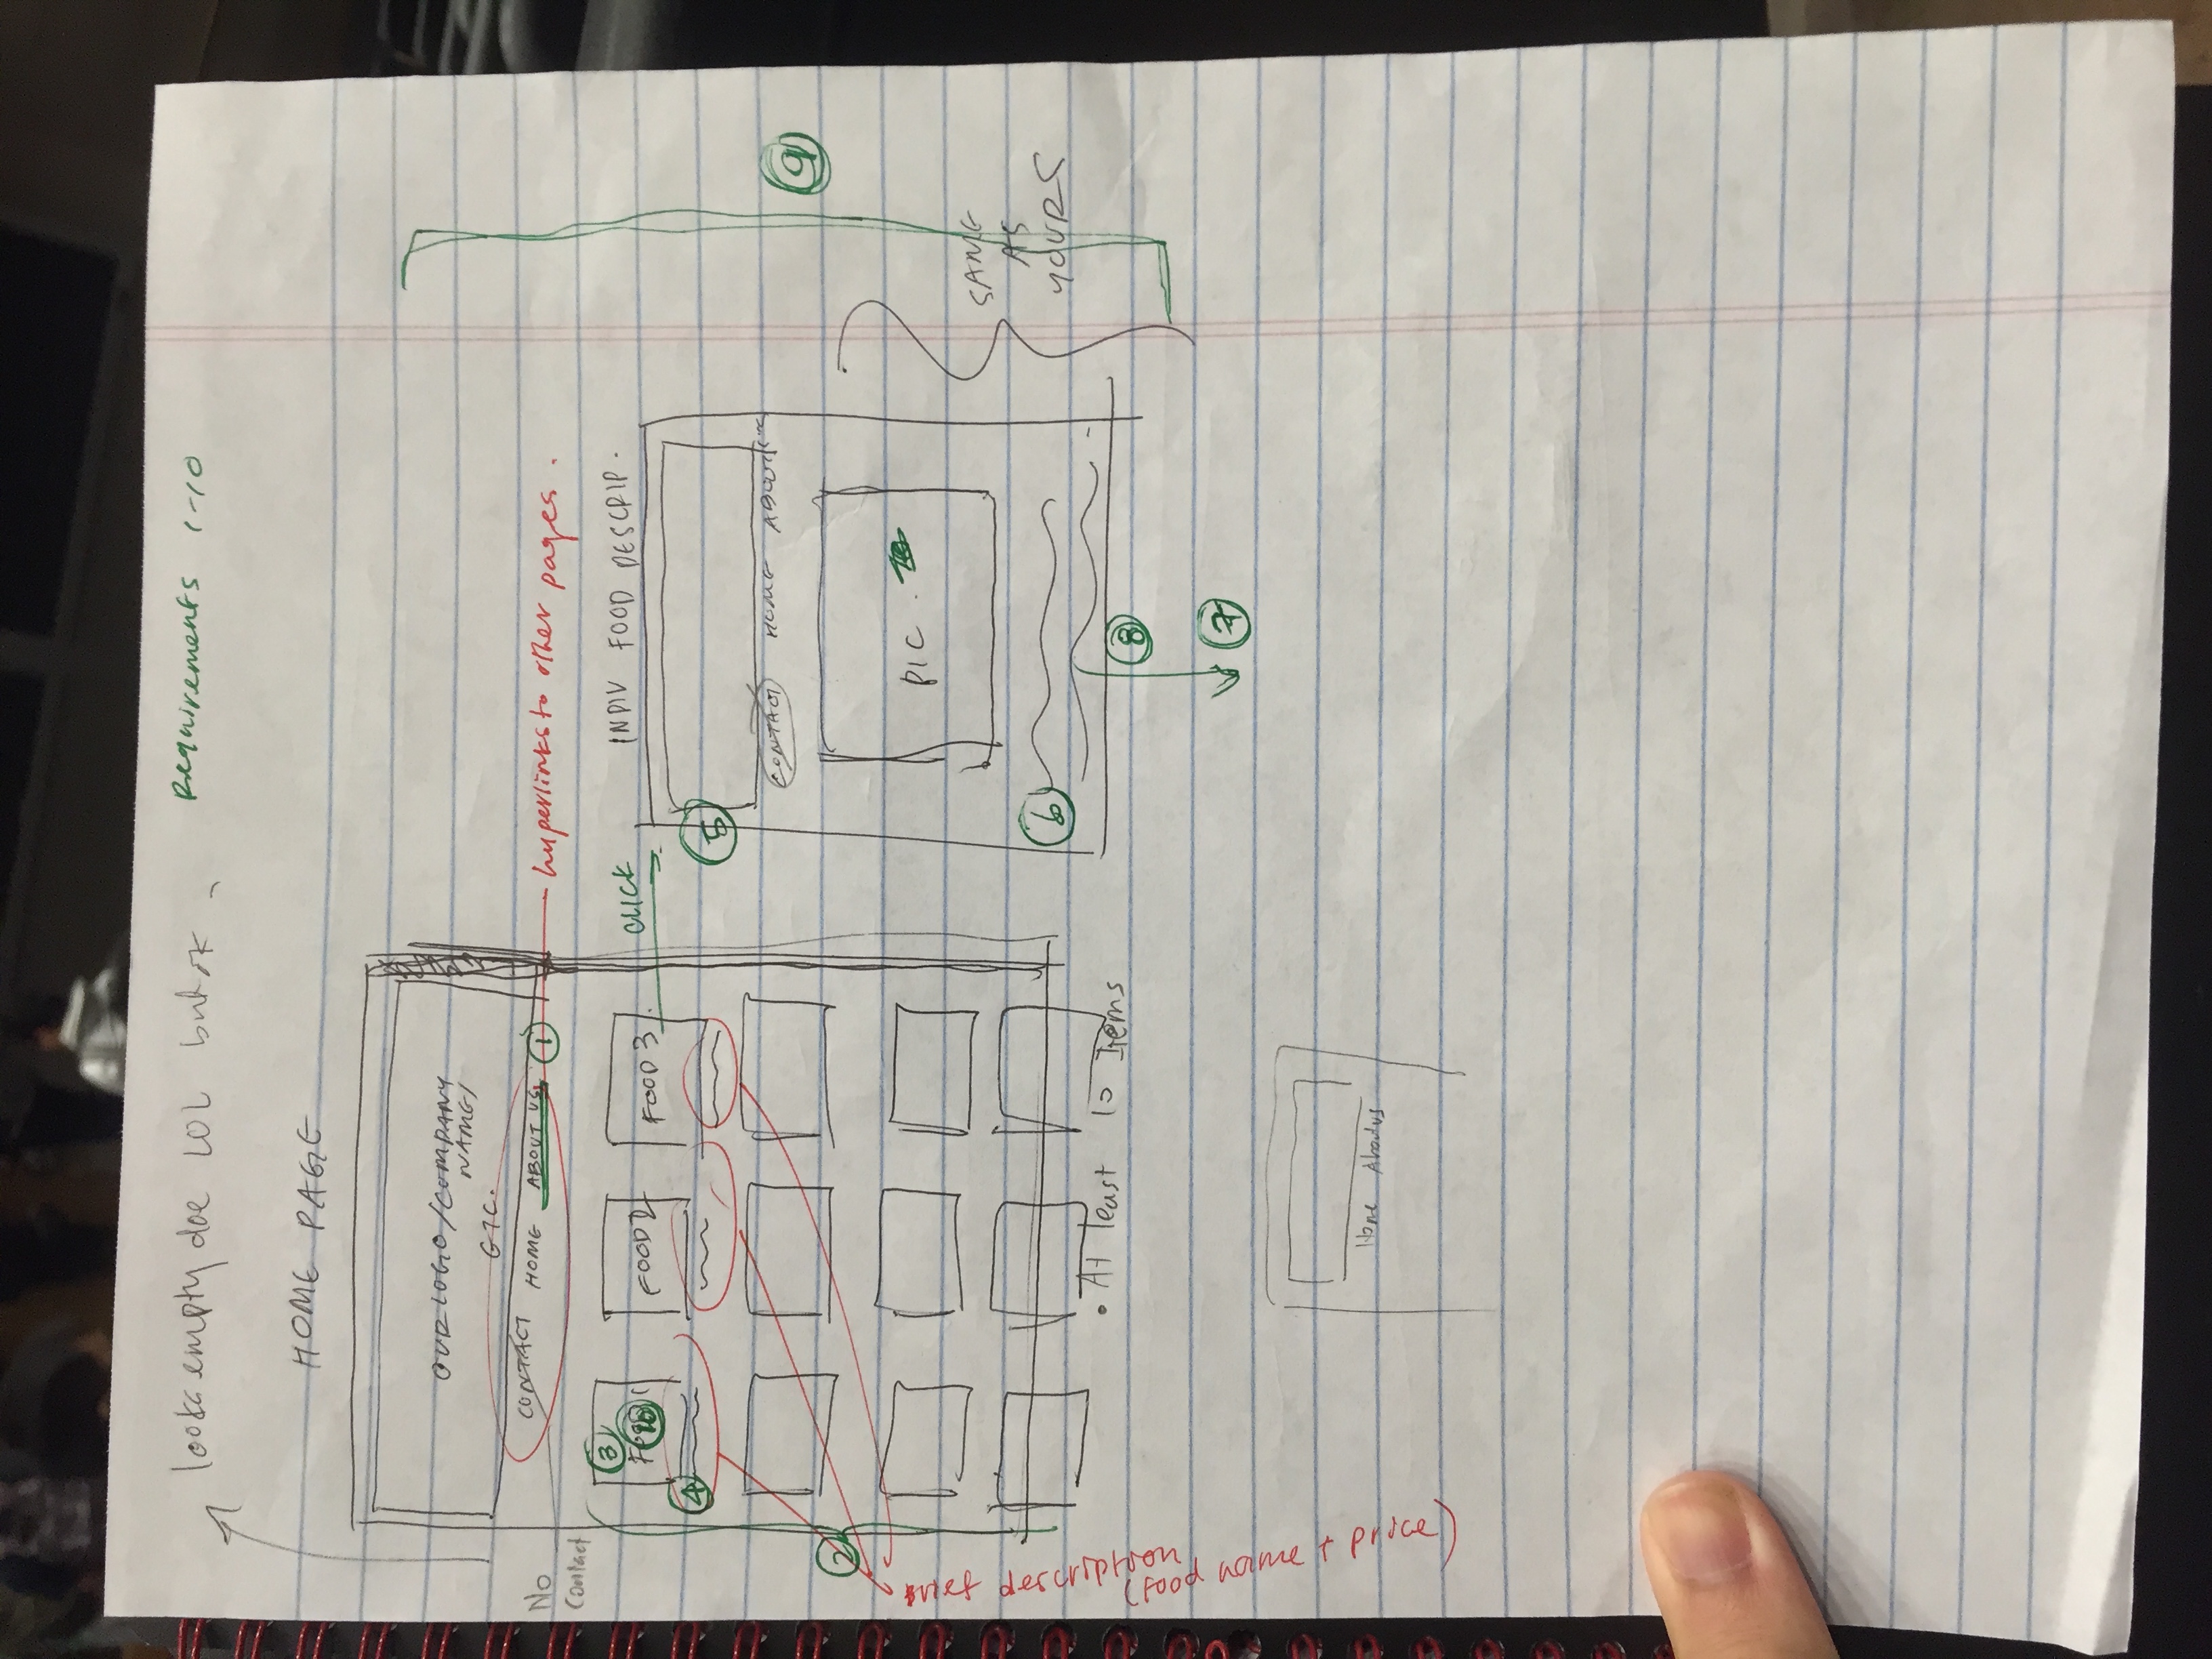 looks empty doe LOL but ok
Requirements 1-10
HOME PAGE
OUR LOGO/COMPANY
NAME/
ETC.
CONTACT HOME ABOUT US 1
hyperlinks to other pages.
No
Contact
3
FOOD 1
10
FOOD 2
FOOD 3
4
CLICK
INDIV FOOD DESCRIP.
5
CONTACT HOME ABOUT
2
9
PIC.
SAME
AS
YOURS
6
• At least 10 Items
8
7
brief description
(food name + price)
Home About us